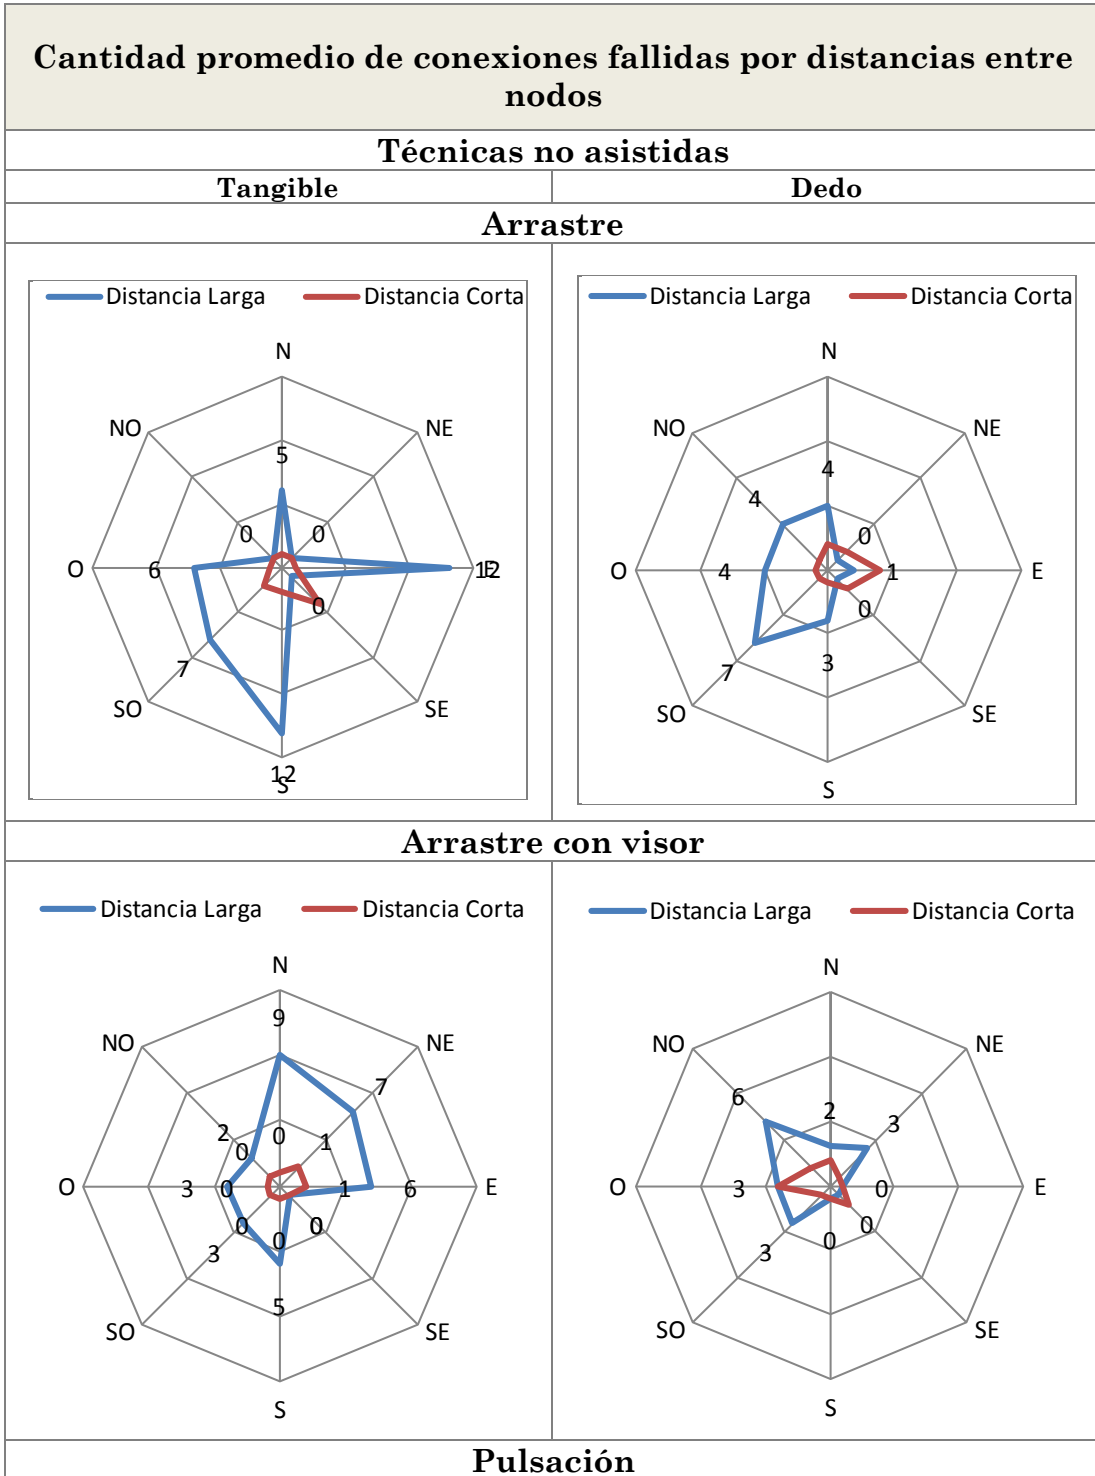 Cantidad promedio de conexiones fallidas por distancias entre
nodos
Técnicas no asistidas
Tangible
Dedo
Arrastre
Distancia Larga
Distancia Corta
N
NO
NE
5
0
0
O
6
12
E
0
7
SO
SE
12
S
Distancia Larga
Distancia Corta
N
NO
NE
4
4
0
O
4
1
E
0
7
3
SO
SE
S
Arrastre con visor
Distancia Larga
Distancia Corta
N
9
NO
NE
7
2
0
0
1
O
3
0
1
6
E
0
0
0
3
5
SO
SE
S
Distancia Larga
Distancia Corta
N
NO
NE
6
2
3
O
3
0
E
0
3
0
SO
SE
S
Pulsación